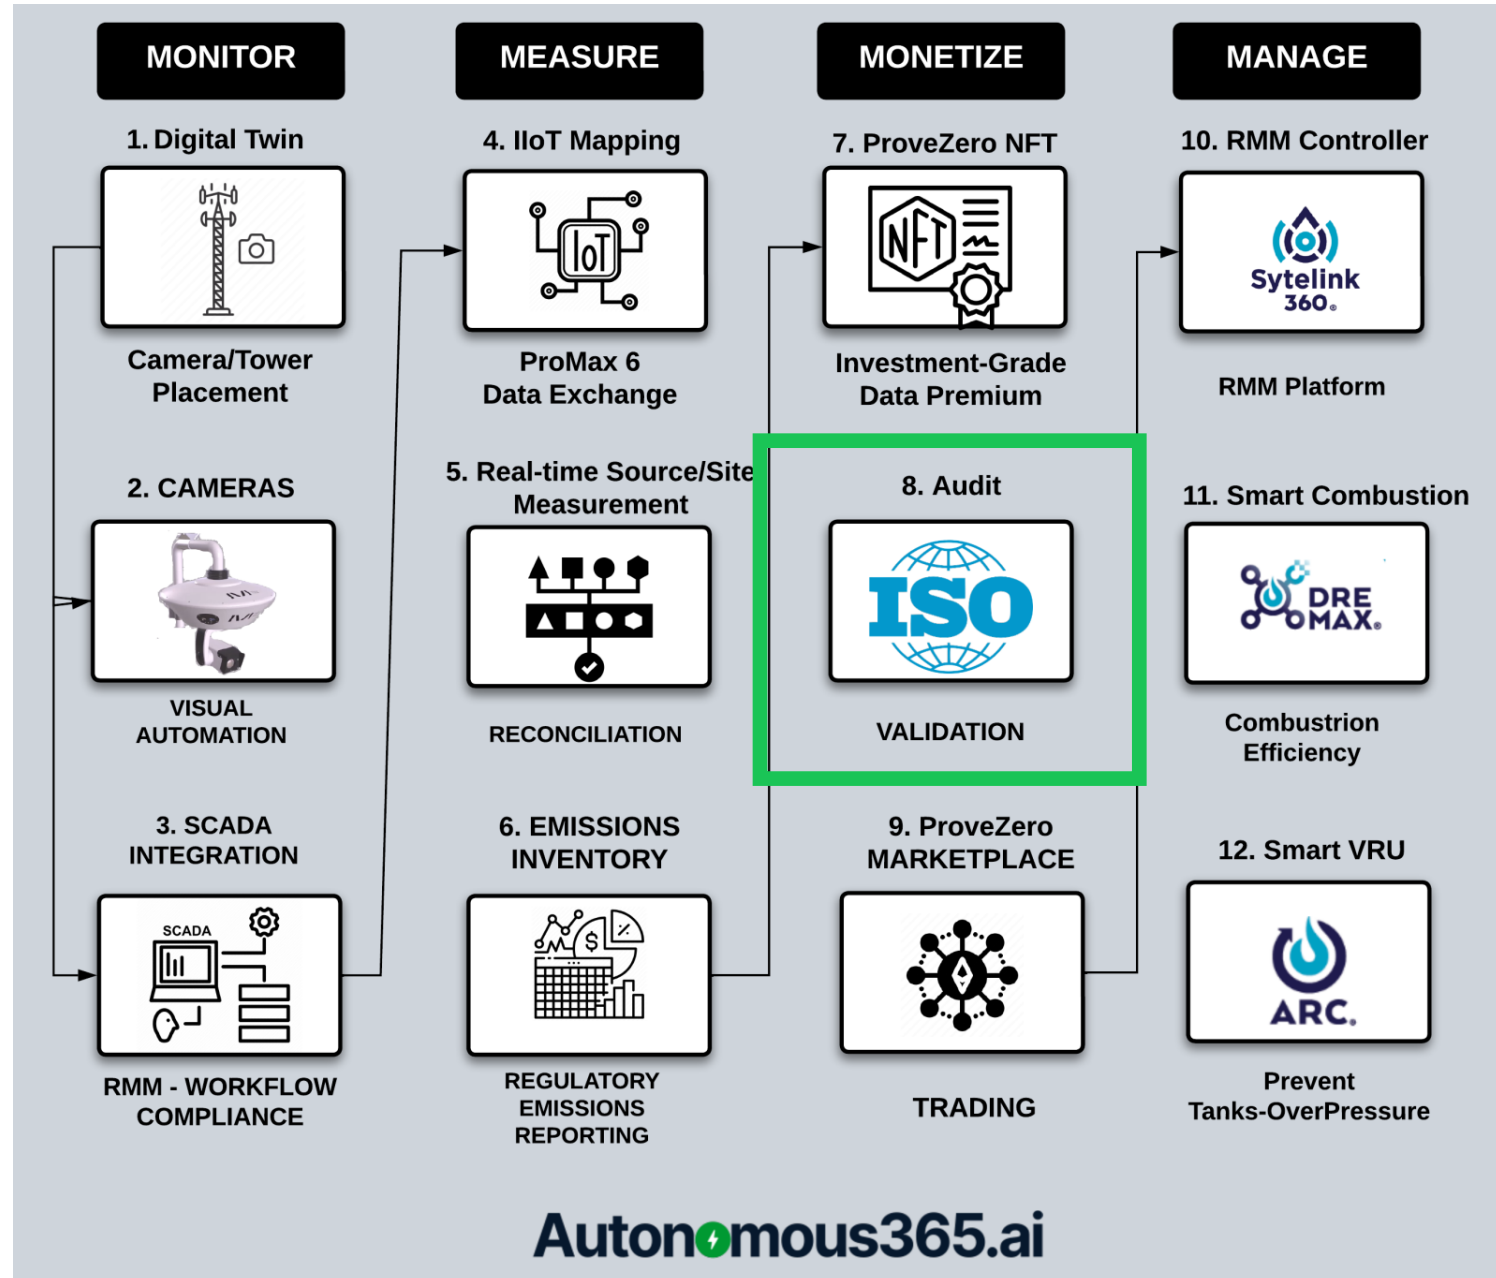 MONITOR
1. Digital Twin
Camera/Tower
Placement
2. CAMERAS
VISUAL
AUTOMATION
3. SCADA
INTEGRATION
SCADA
RMM - WORKFLOW
COMPLIANCE
MEASURE
4. IIoT Mapping
IoT
ProMax 6
Data Exchange
5. Real-time Source/Site
Measurement
RECONCILIATION
6. EMISSIONS
INVENTORY
$
%
REGULATORY
EMISSIONS
REPORTING
MONETIZE
7. ProveZero NFT
NFT
Investment-Grade
Data Premium
8. Audit
ISO
VALIDATION
9. ProveZero
MARKETPLACE
TRADING
MANAGE
10. RMM Controller
Sytelink
360®
RMM Platform
11. Smart Combustion
DRE
MAX®
Combustrion
Efficiency
12. Smart VRU
ARC®
Prevent
Tanks-OverPressure
Autonomous365.ai